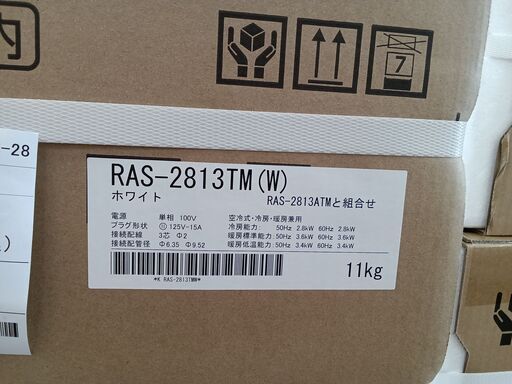 内
7
-28
RAS-2813TM(W)
ホワイト
RAS-2813ATMと組合せ
電源 単相 100V 空冷式・冷房・暖房兼用
プラグ形状 125V-15A 冷房能力: 50Hz 2.8kW 60Hz 2.8kW
接続配線 3芯 Φ2 暖房標準能力: 50Hz 3.6kW 60Hz 3.6kW
接続配管径 Φ6.35 Φ9.52 暖房低温能力: 50Hz 3.4kW 60Hz 3.4kW
*K RAS-2813TMW*
11kg